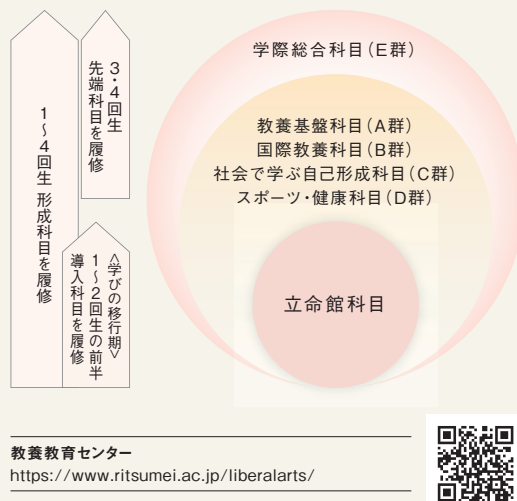 1〜4回生 形成科目を履修
3・4回生
先端科目を履修
<学びの移行期>
1〜2回生の前半
導入科目を履修
学際総合科目(E群)
教養基盤科目(A群)
国際教養科目(B群)
社会で学ぶ自己形成科目(C群)
スポーツ・健康科目(D群)
立命館科目
教養教育センター
https://www.ritsumei.ac.jp/liberalarts/